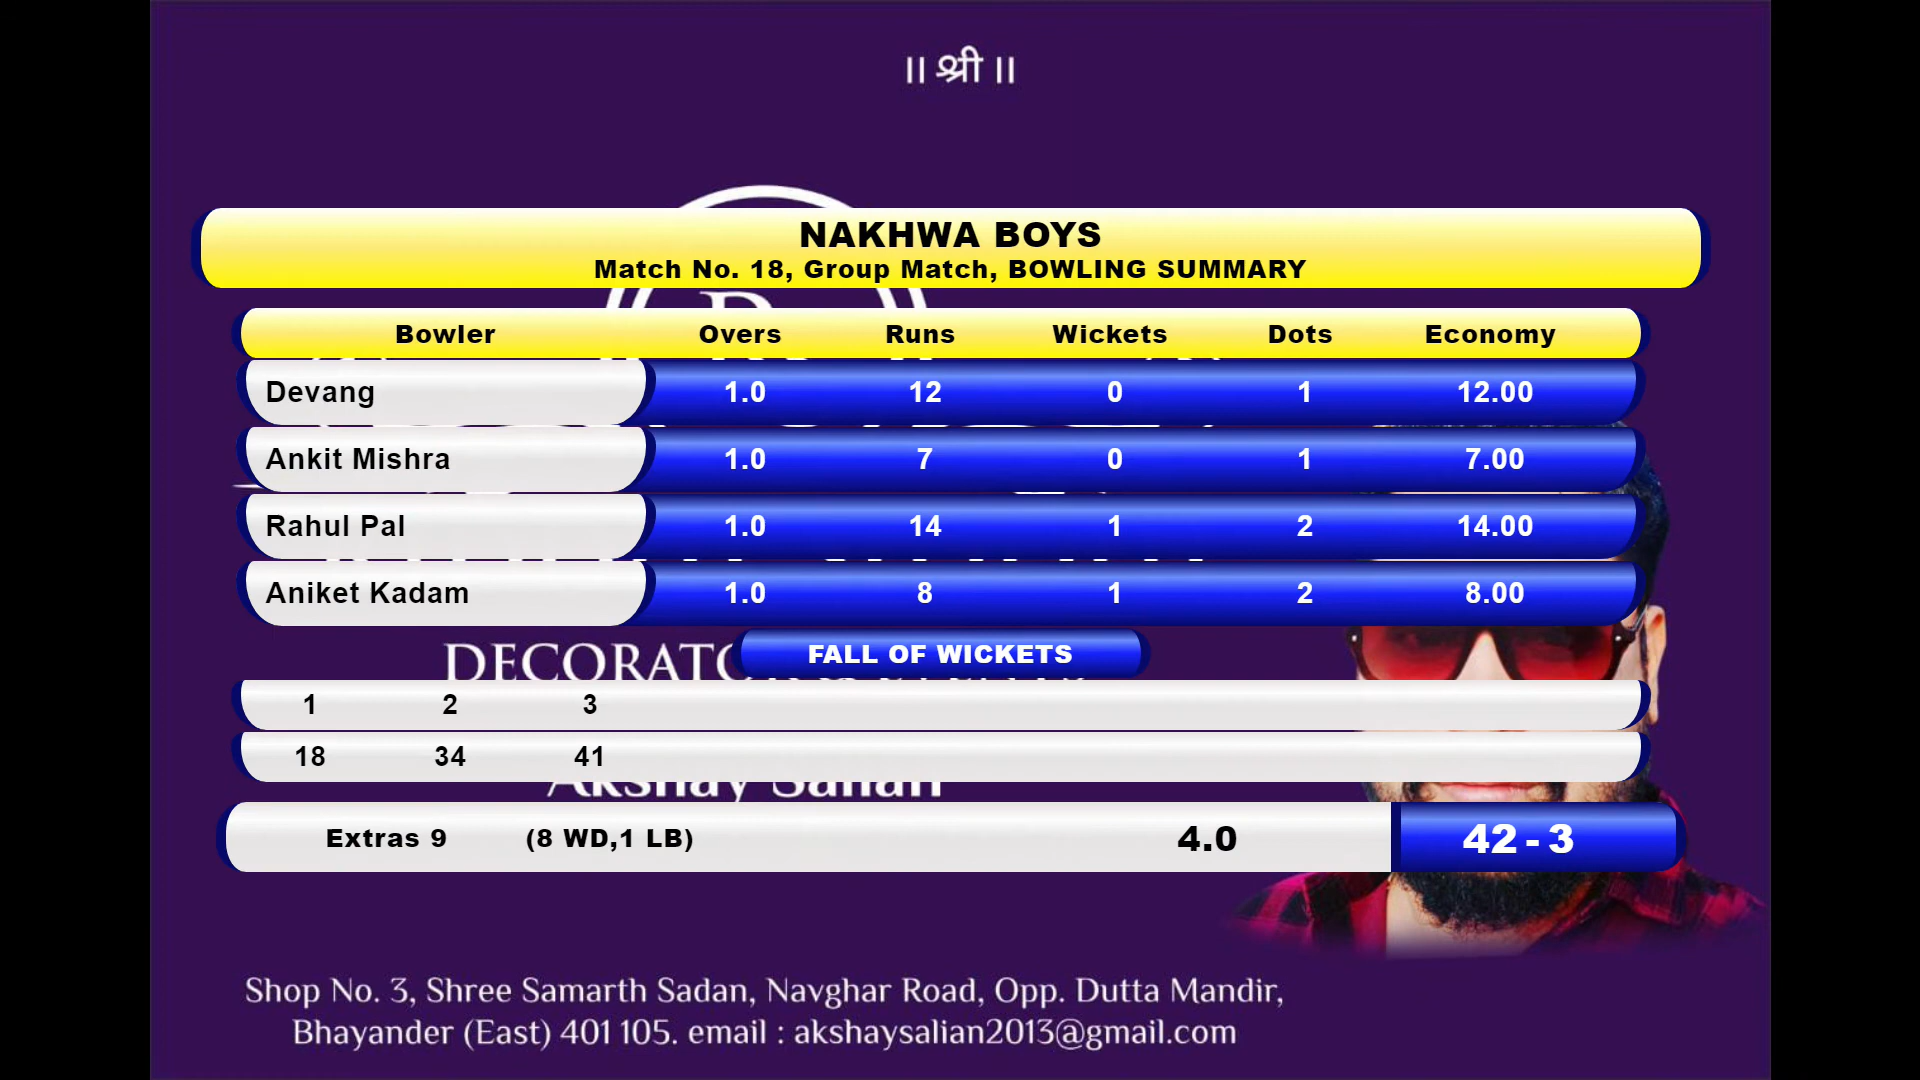 || श्री ||
NAKHWA BOYS
Match No. 18, Group Match, BOWLING SUMMARY
Bowler Overs Runs Wickets Dots Economy
Devang 1.0 12 0 1 12.00
Ankit Mishra 1.0 7 0 1 7.00
Rahul Pal 1.0 14 1 2 14.00
Aniket Kadam 1.0 8 1 2 8.00
FALL OF WICKETS
1 2 3
18 34 41
Akshay Salian
Extras 9 (8 WD,1 LB) 4.0 42 - 3
Shop No. 3, Shree Samarth Sadan, Navghar Road, Opp. Dutta Mandir,
Bhayander (East) 401 105. email : akshaysalian2013@gmail.com